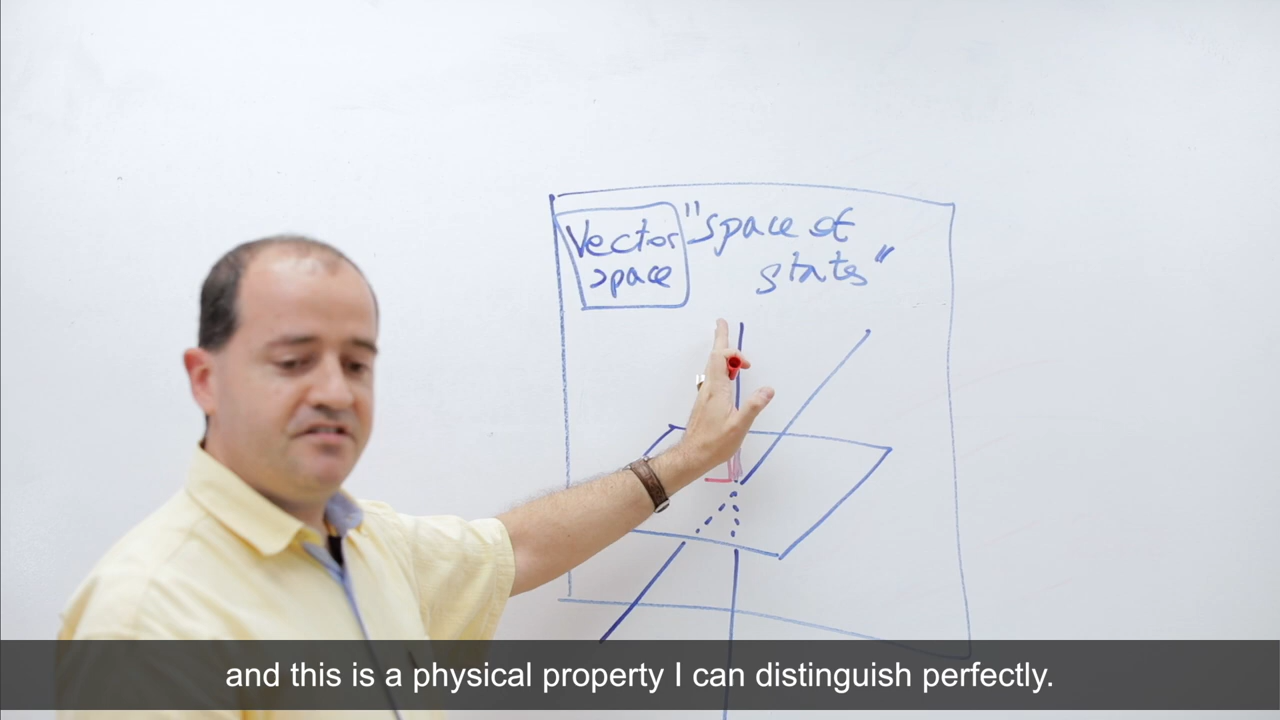 Vector
space
"space of
states"
and this is a physical property I can distinguish perfectly.